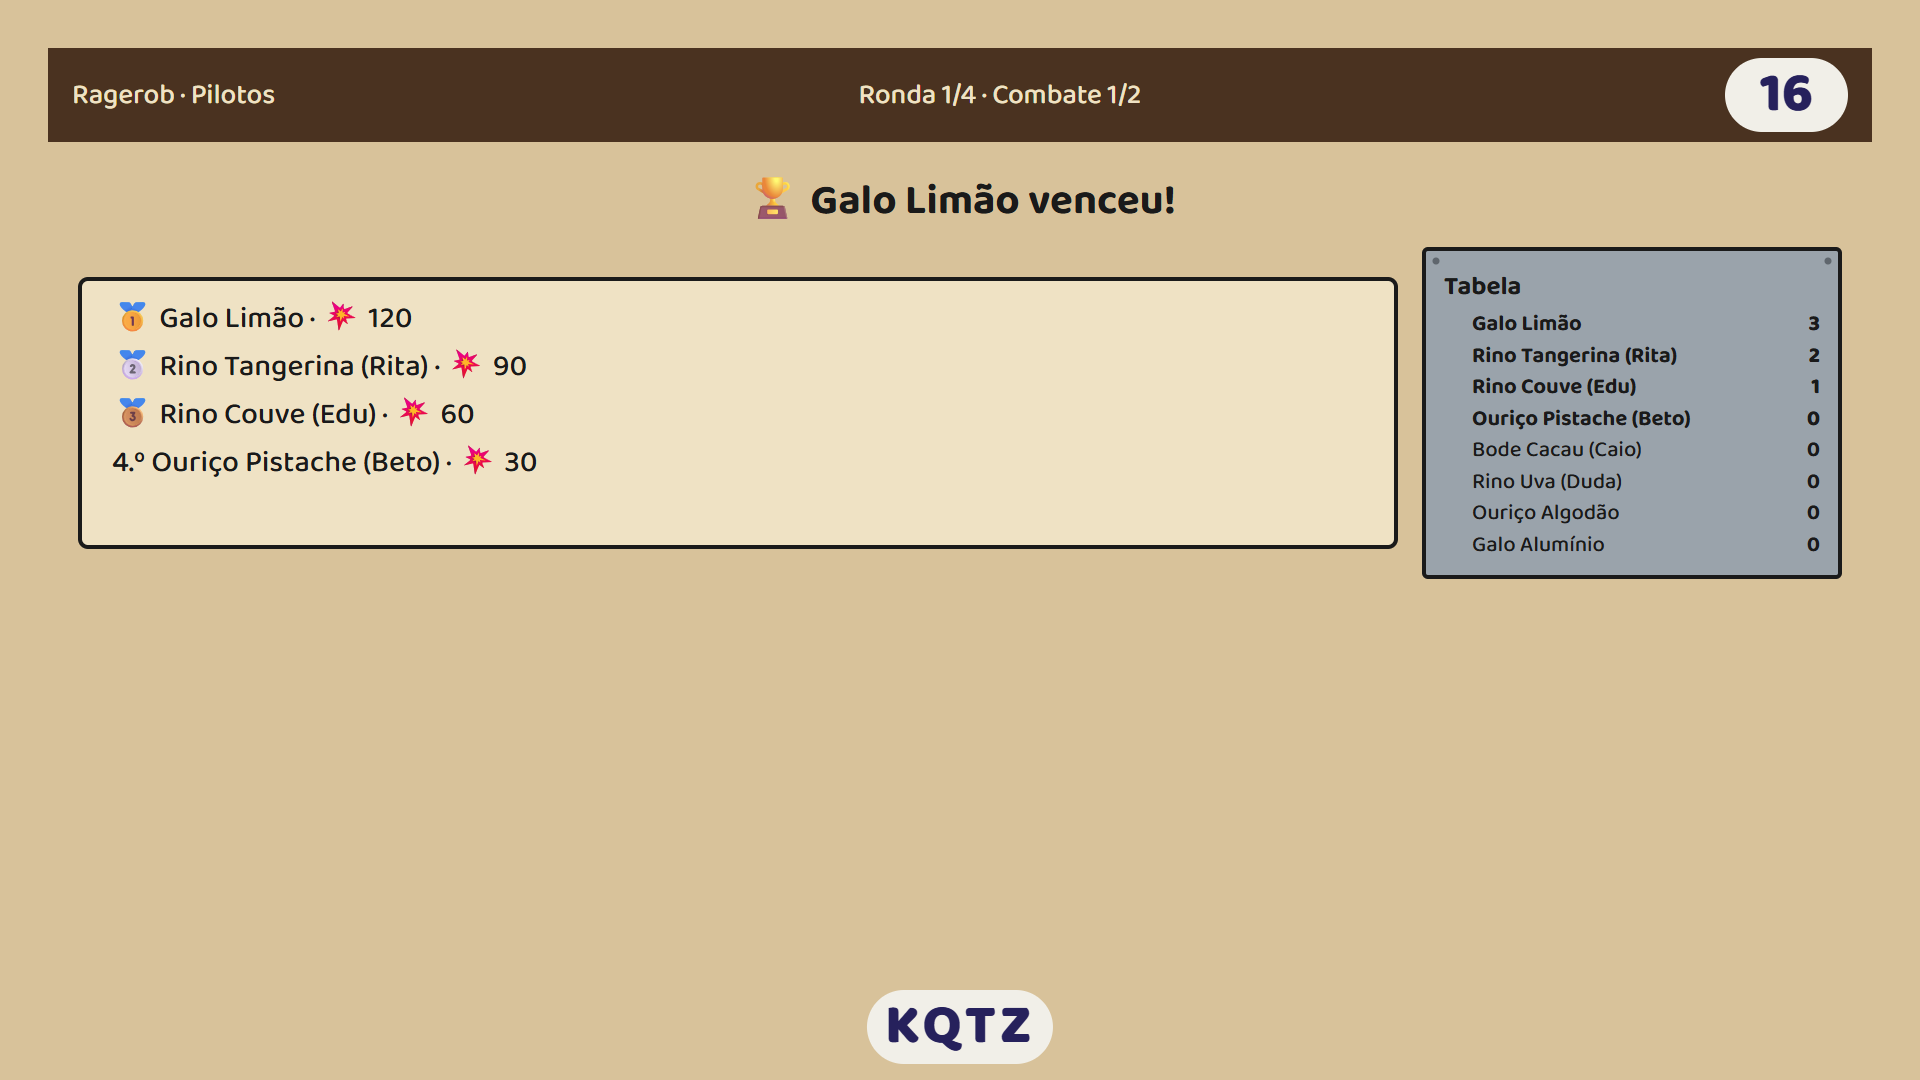 Ragerob · Pilotos
Ronda 1/4 · Combate 1/2
16
🏆 Galo Limão venceu!
🥇 Galo Limão · 💥 120
🥈 Rino Tangerina (Rita) · 💥 90
🥉 Rino Couve (Edu) · 💥 60
4.º Ouriço Pistache (Beto) · 💥 30
Tabela
Galo Limão 3
Rino Tangerina (Rita) 2
Rino Couve (Edu) 1
Ouriço Pistache (Beto) 0
Bode Cacau (Caio) 0
Rino Uva (Duda) 0
Ouriço Algodão 0
Galo Alumínio 0
KQTZ